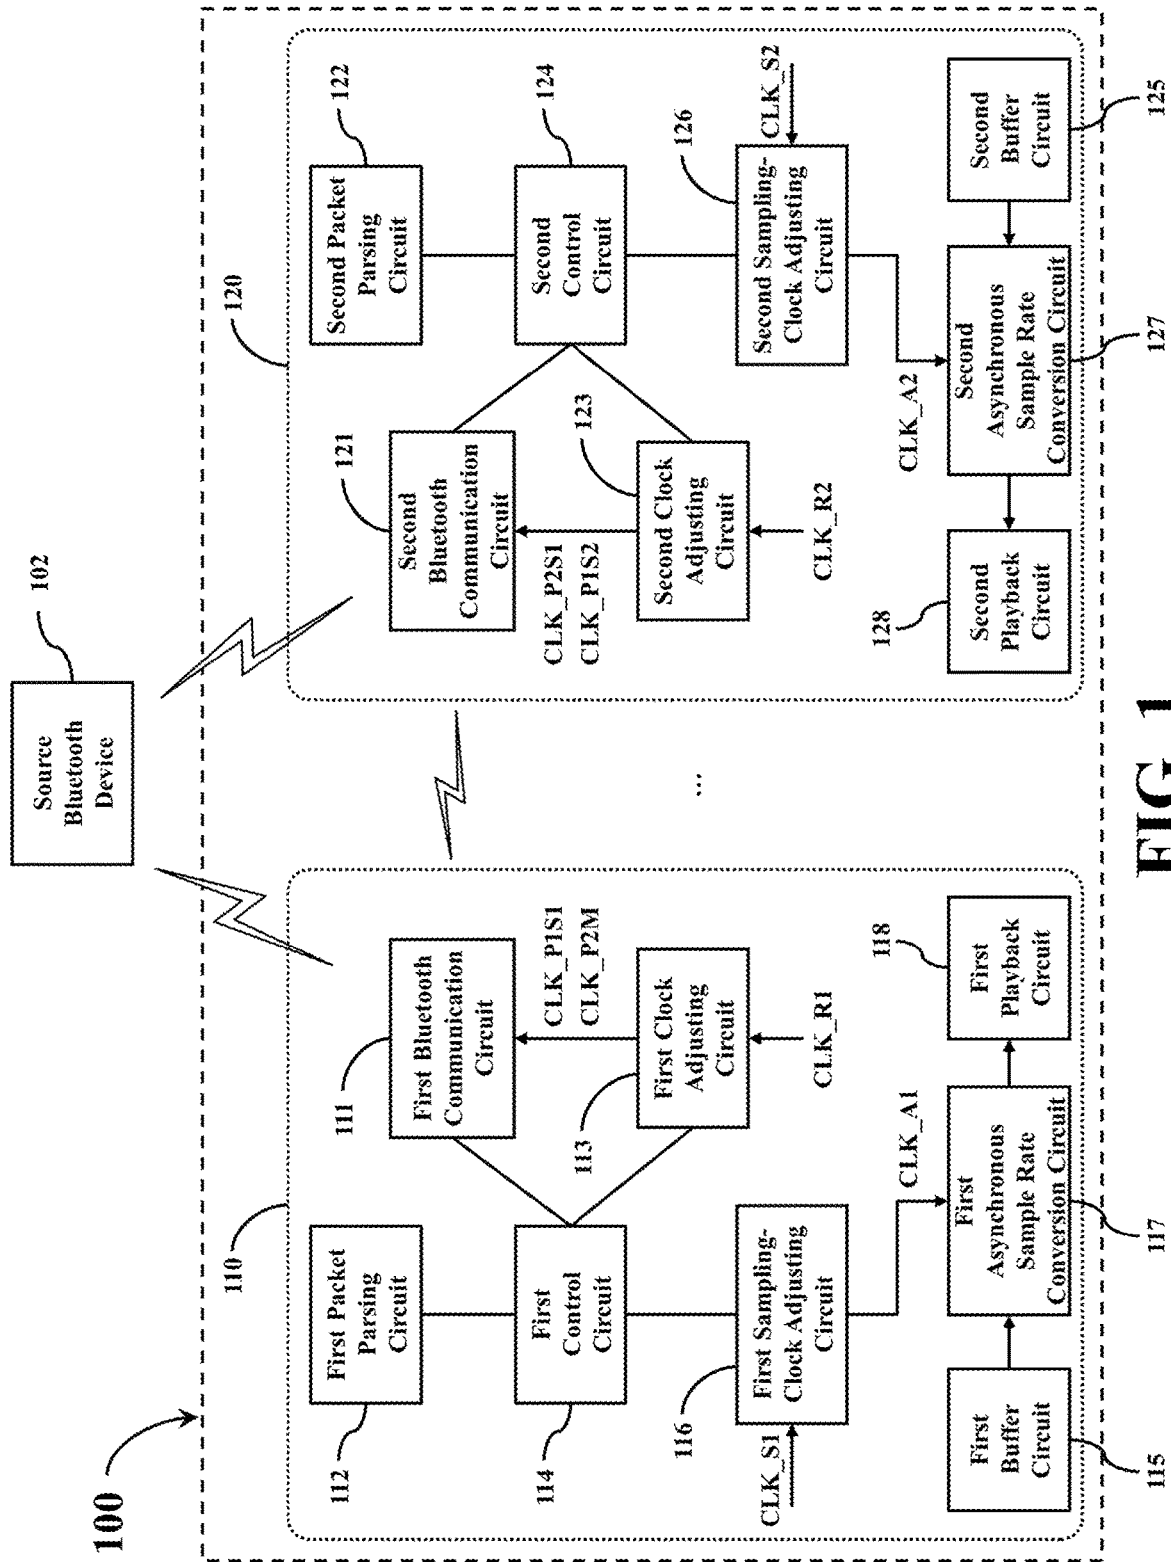 100
Source
Bluetooth
Device
102
110
120
First Packet
Parsing
Circuit
112
First Bluetooth
Communication
Circuit
111
CLK_P1S1
CLK_P2M
First
Control
Circuit
114
First Clock
Adjusting
Circuit
113
CLK_R1
First Sampling-
Clock Adjusting
Circuit
116
CLK_S1
CLK_A1
First
Buffer
Circuit
115
First
Asynchronous
Sample Rate
Conversion Circuit
117
First
Playback
Circuit
118
...
Second
Bluetooth
Communication
Circuit
121
CLK_P2S1
CLK_P1S2
Second Packet
Parsing
Circuit
122
Second
Control
Circuit
124
Second Clock
Adjusting
Circuit
123
CLK_R2
Second Sampling-
Clock Adjusting
Circuit
126
CLK_S2
CLK_A2
Second
Playback
Circuit
128
Second
Asynchronous
Sample Rate
Conversion Circuit
127
Second
Buffer
Circuit
125
FIG. 1